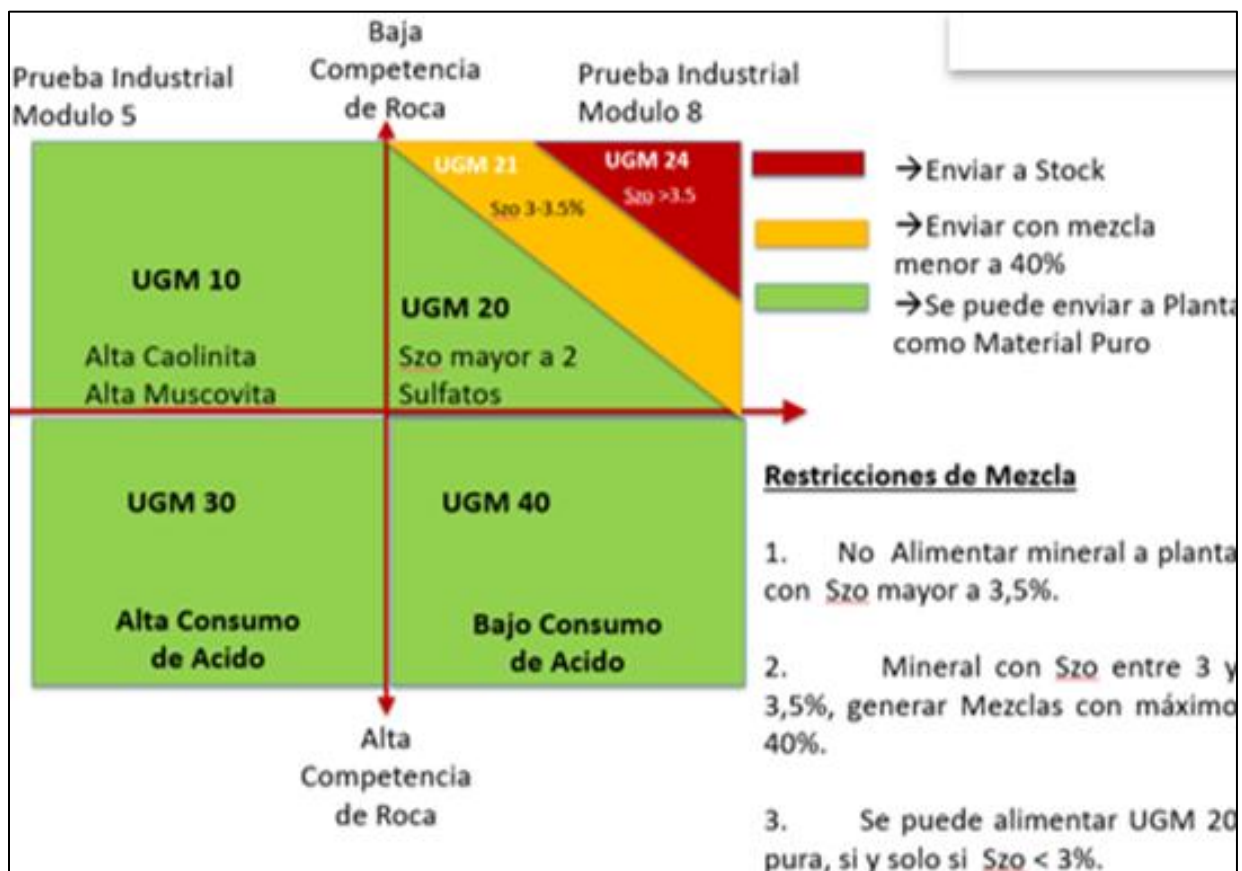 Baja
Competencia
de Roca
Prueba Industrial
Modulo 5
Prueba Industrial
Modulo 8
UGM 21
Szo 3-3.5%
UGM 24
Szo >3.5
UGM 10
Alta Caolinita
Alta Muscovita
UGM 20
Szo mayor a 2
Sulfatos
→Enviar a Stock
→Enviar con mezcla
menor a 40%
→Se puede enviar a Planta
como Material Puro
UGM 30
Alta Consumo
de Acido
UGM 40
Bajo Consumo
de Acido
Alta
Competencia
de Roca
Restricciones de Mezcla
1. No Alimentar mineral a planta
con Szo mayor a 3,5%.
2. Mineral con Szo entre 3 y
3,5%, generar Mezclas con máximo
40%.
3. Se puede alimentar UGM 20
pura, si y solo si Szo < 3%.